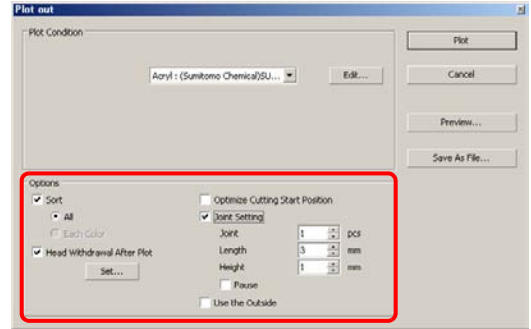 Plot out
Plot Condition
Acryl : (Sumitomo Chemical)SU...
Edit...
Plot
Cancel
Preview...
Save As File...
Options
Sort
All
Each Color
Head Withdrawal After Plot
Set...
Optimize Cutting Start Position
Joint Setting
Joint 1 pcs
Length 3 mm
Height 1 mm
Pause
Use the Outside